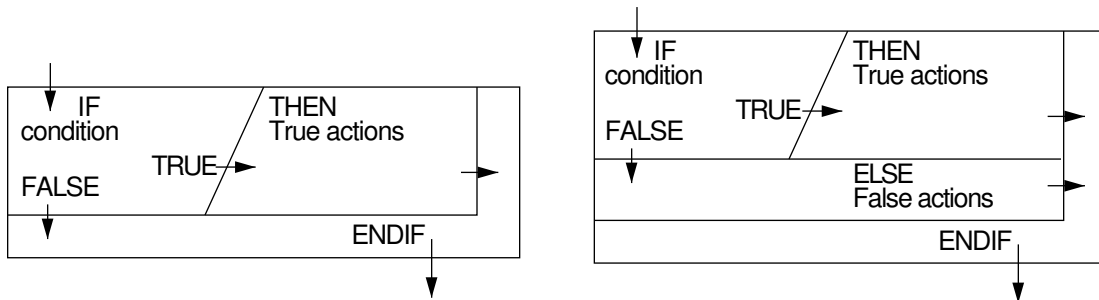 IF
condition
THEN
True actions
TRUE
FALSE
ENDIF
IF
condition
THEN
True actions
TRUE
FALSE
ELSE
False actions
ENDIF